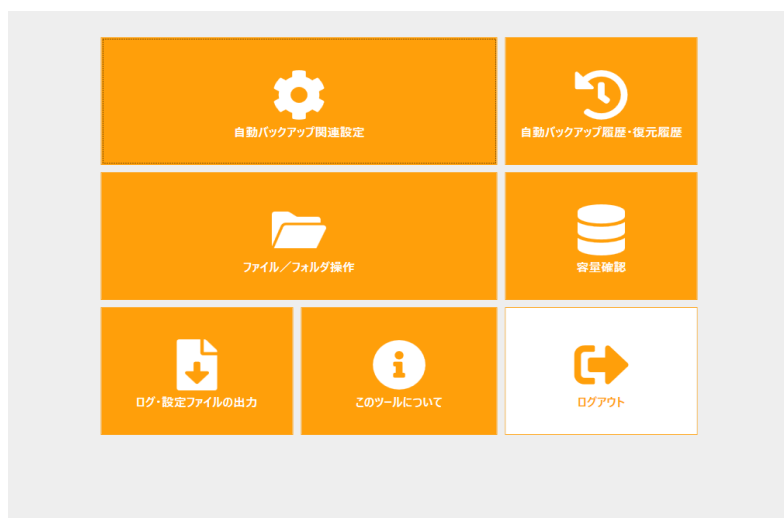 自動バックアップ関連設定
自動バックアップ履歴・復元履歴
ファイル／フォルダ操作
容量確認
ログ・設定ファイルの出力
このツールについて
ログアウト